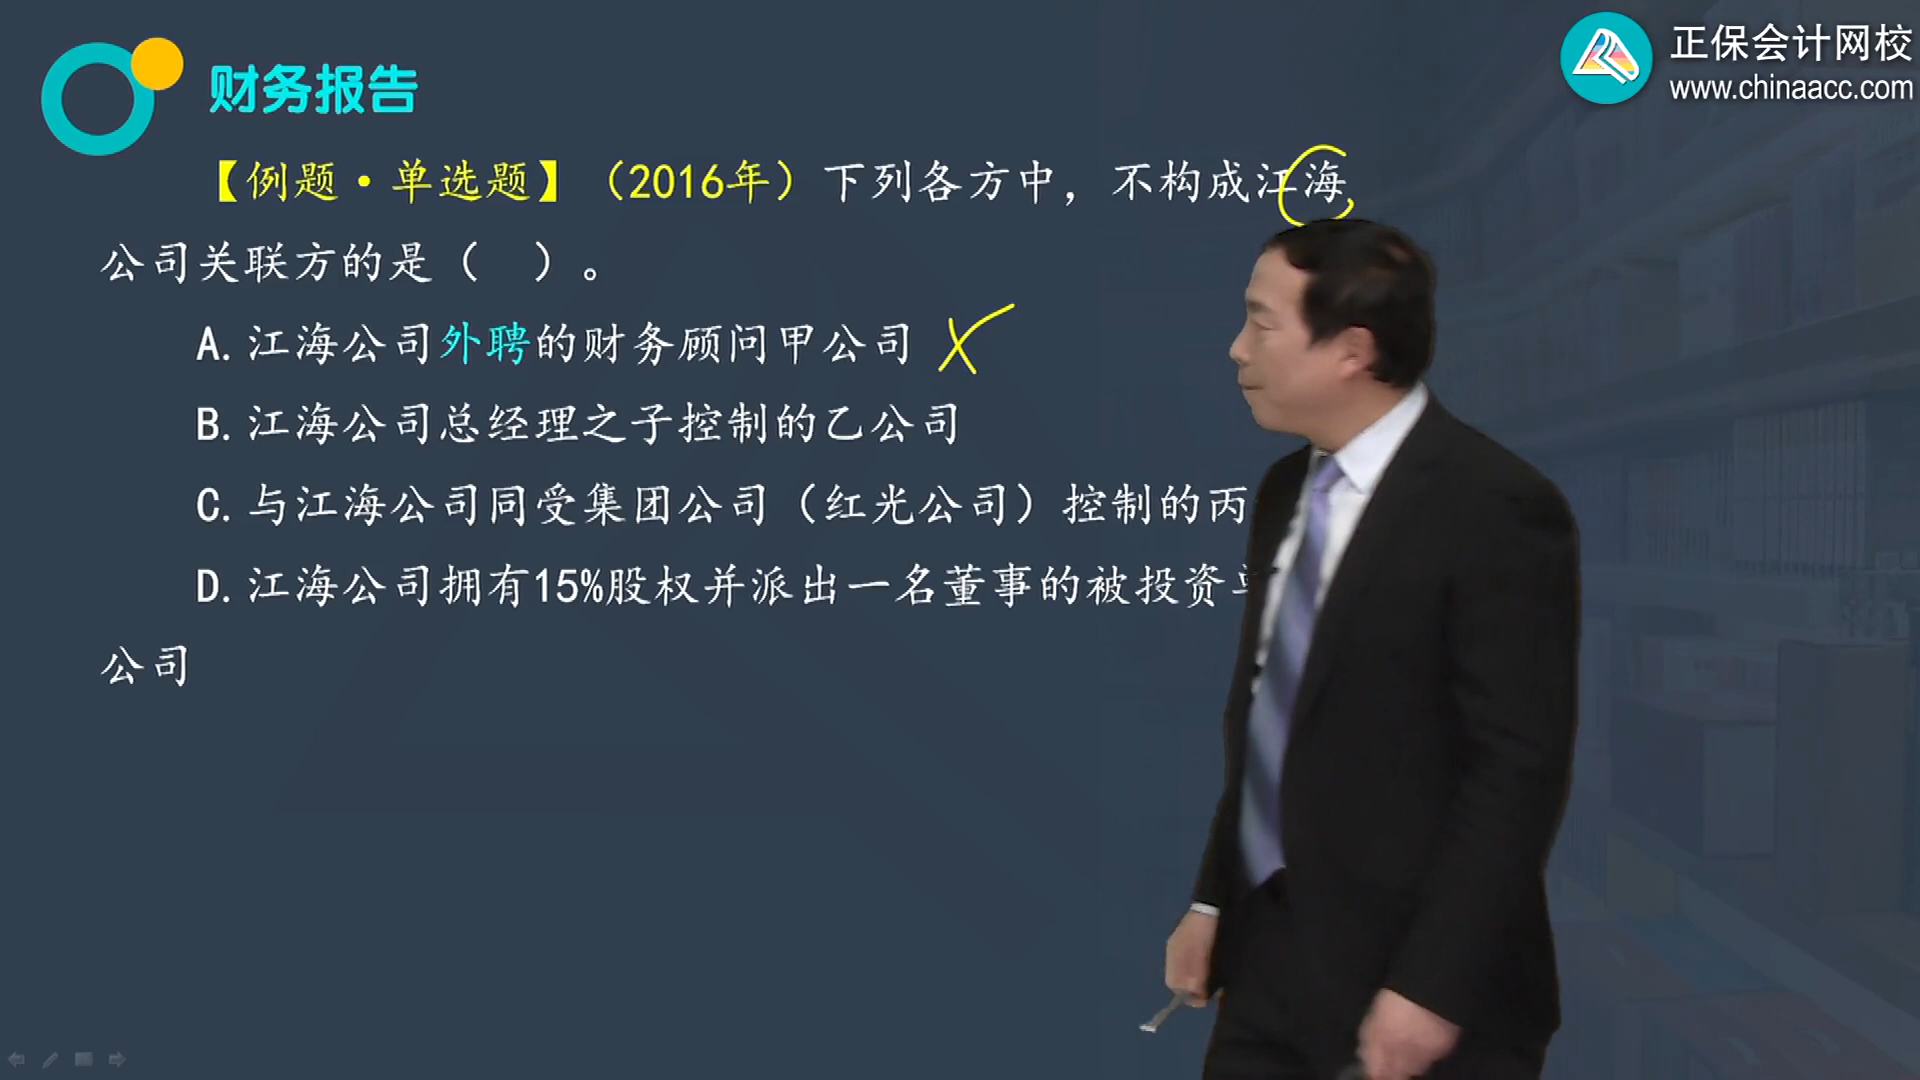 正保会计网校
www.chinaacc.com
财务报告
【例题·单选题】（2016年）下列各方中，不构成江海
公司关联方的是（　）。
A. 江海公司外聘的财务顾问甲公司
B. 江海公司总经理之子控制的乙公司
C. 与江海公司同受集团公司（红光公司）控制的丙
D. 江海公司拥有15%股权并派出一名董事的被投资
公司